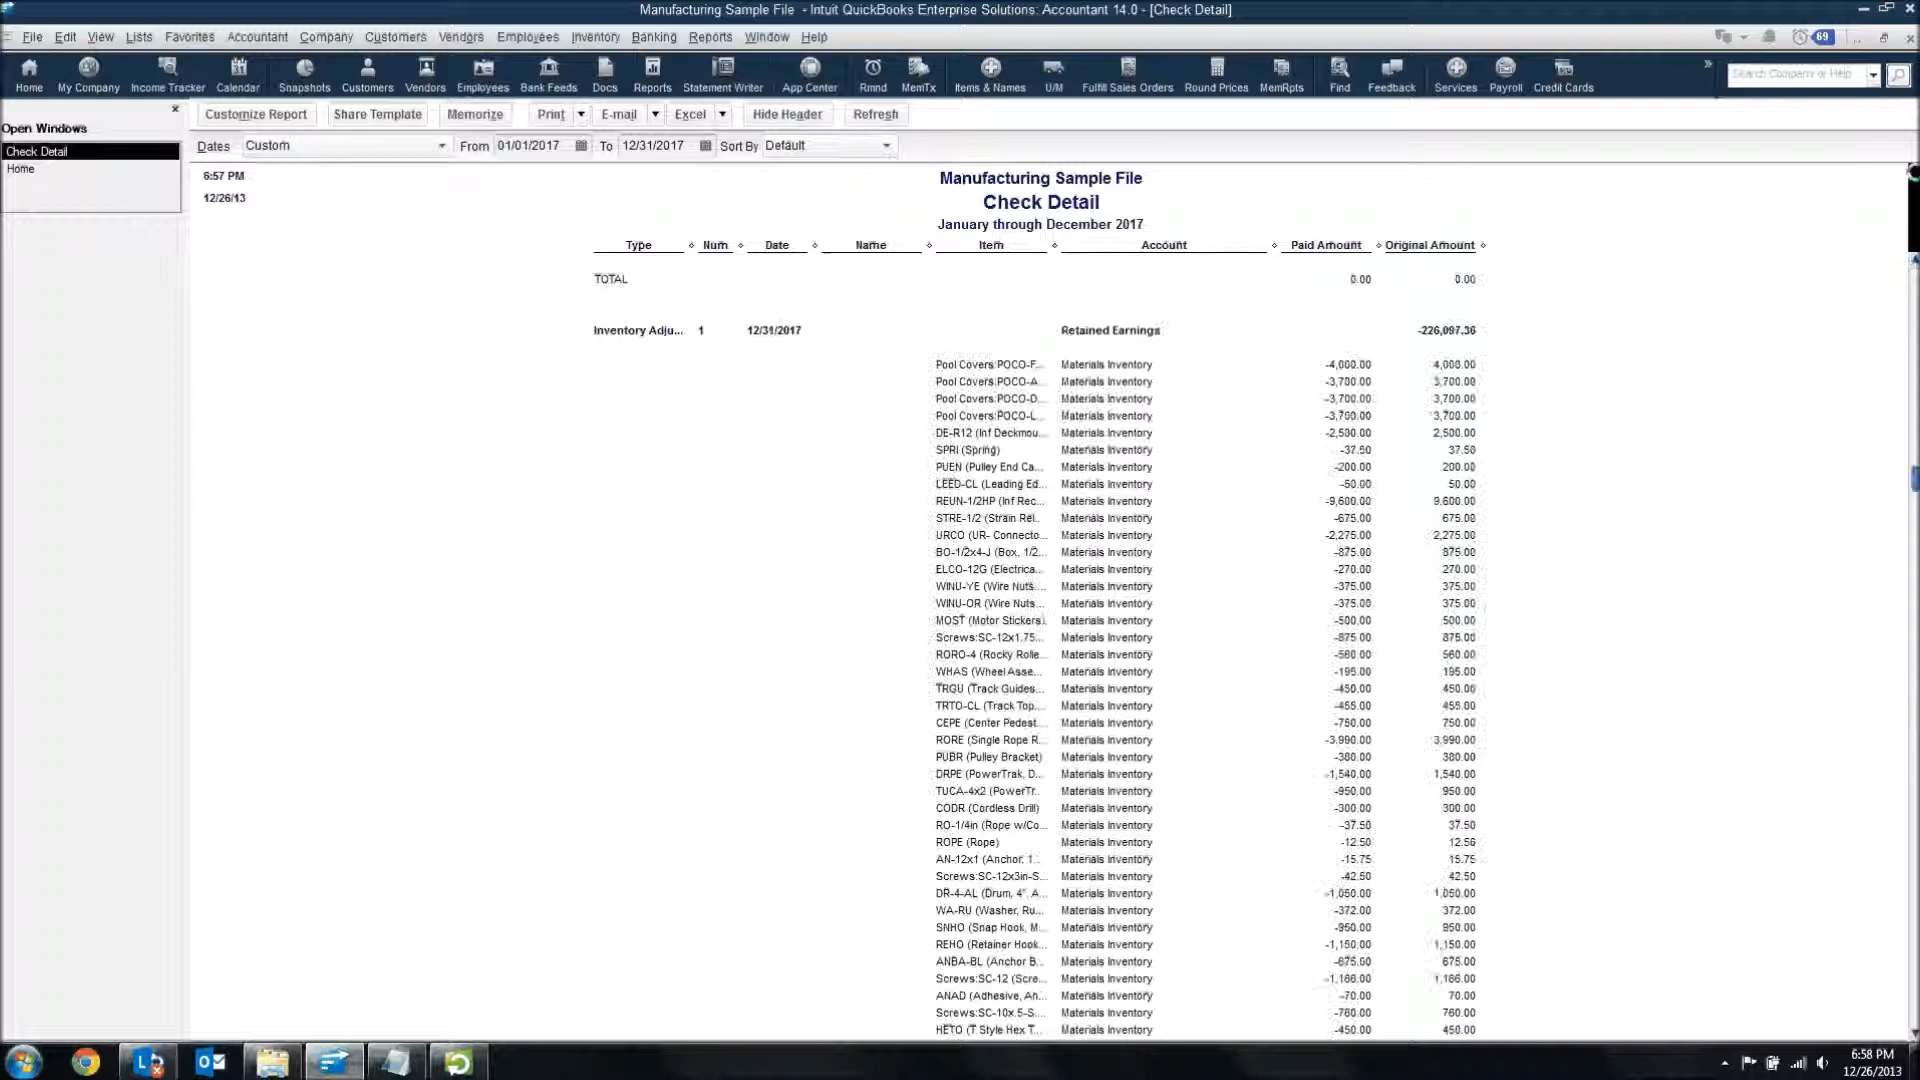 Manufacturing Sample File - Intuit QuickBooks Enterprise Solutions: Accountant 14.0 - [Check Detail]
File Edit View Lists Favorites Accountant Company Customers Vendors Employees Inventory Banking Reports Window Help
69
Home My Company Income Tracker Calendar Snapshots Customers Vendors Employees Bank Feeds Docs Reports Statement Writer App Center Rmnd MemTx Items & Names U/M Fulfill Sales Orders Round Prices MemRpts Find Feedback Services Payroll Credit Cards
Search Company or Help
Customize Report Share Template Memorize Print E-mail Excel Hide Header Refresh
Open Windows
Check Detail
Home
Dates Custom From 01/01/2017 To 12/31/2017 Sort By Default
6:57 PM
12/26/13
Manufacturing Sample File
Check Detail
January through December 2017
Type Num Date Name Item Account Paid Amount Original Amount
TOTAL 0.00 0.00
Inventory Adju... 1 12/31/2017 Retained Earnings -226,097.36
Pool Covers:POCO-F... Materials Inventory -4,000.00 4,000.00
Pool Covers:POCO-A... Materials Inventory -3,700.00 3,700.00
Pool Covers:POCO-D... Materials Inventory -3,700.00 3,700.00
Pool Covers:POCO-L... Materials Inventory -3,700.00 3,700.00
DE-R12 (Inf Deckmou... Materials Inventory -2,500.00 2,500.00
SPRI (Spring) Materials Inventory -37.50 37.50
PUEN (Pulley End Ca... Materials Inventory -200.00 200.00
LEED-CL (Leading Ed... Materials Inventory -50.00 50.00
REUN-1/2HP (Inf Rec... Materials Inventory -9,600.00 9,600.00
STRE-1/2 (Strain Rel... Materials Inventory -675.00 675.00
URCO (UR- Connecto... Materials Inventory -2,275.00 2,275.00
BO-1/2x4-J (Box, 1/2... Materials Inventory -875.00 875.00
ELCO-12G (Electrica... Materials Inventory -270.00 270.00
WINU-YE (Wire Nuts... Materials Inventory -375.00 375.00
WINU-OR (Wire Nuts... Materials Inventory -375.00 375.00
MOST (Motor Stickers) Materials Inventory -500.00 500.00
Screws:SC-12x1.75... Materials Inventory -875.00 875.00
RORO-4 (Rocky Rolle... Materials Inventory -560.00 560.00
WHAS (Wheel Asse... Materials Inventory -195.00 195.00
TRGU (Track Guides... Materials Inventory -450.00 450.00
TRTO-CL (Track Top... Materials Inventory -455.00 455.00
CEPE (Center Pedest... Materials Inventory -750.00 750.00
RORE (Single Rope R... Materials Inventory -3,990.00 3,990.00
PUBR (Pulley Bracket) Materials Inventory -380.00 380.00
DRPE (PowerTrak, D... Materials Inventory -1,540.00 1,540.00
TUCA-4x2 (PowerTr... Materials Inventory -950.00 950.00
CODR (Cordless Drill) Materials Inventory -300.00 300.00
RO-1/4in (Rope w/Co... Materials Inventory -37.50 37.50
ROPE (Rope) Materials Inventory -12.50 12.50
AN-12x1 (Anchor, 1... Materials Inventory -15.75 15.75
Screws:SC-12x3in-S... Materials Inventory -42.50 42.50
DR-4-AL (Drum, 4", A... Materials Inventory -1,050.00 1,050.00
WA-RU (Washer, Ru... Materials Inventory -372.00 372.00
SNHO (Snap Hook, M... Materials Inventory -950.00 950.00
REHO (Retainer Hook... Materials Inventory -1,150.00 1,150.00
ANBA-BL (Anchor B... Materials Inventory -675.00 675.00
Screws:SC-12 (Scre... Materials Inventory -1,166.00 1,166.00
ANAD (Adhesive, An... Materials Inventory -70.00 70.00
Screws:SC-10x.5-S... Materials Inventory -760.00 760.00
HETO (T Style Hex T... Materials Inventory -450.00 450.00
6:58 PM
12/26/2013